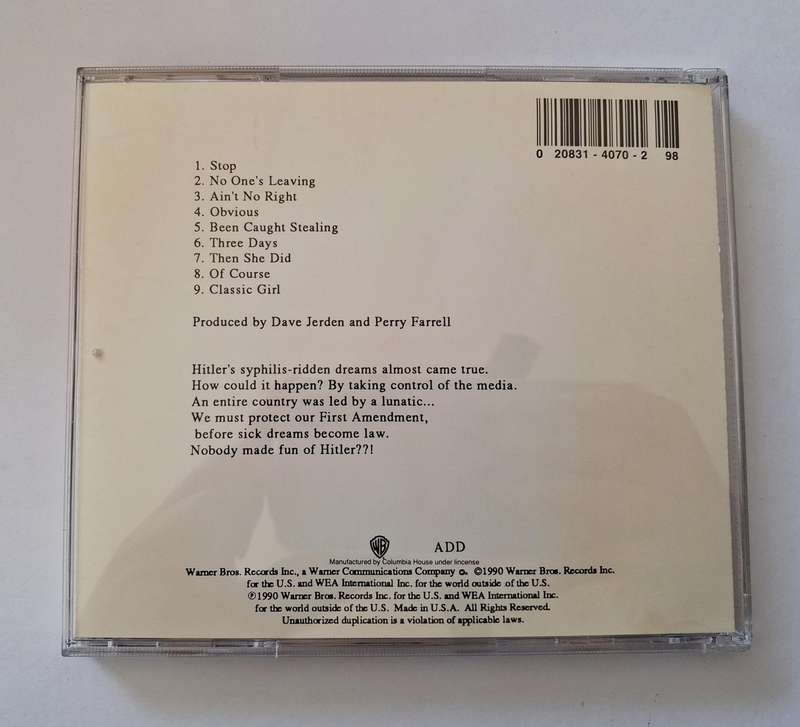 0 20831 - 4070 - 2 98
1. Stop
2. No One's Leaving
3. Ain't No Right
4. Obvious
5. Been Caught Stealing
6. Three Days
7. Then She Did
8. Of Course
9. Classic Girl
Produced by Dave Jerden and Perry Farrell
Hitler's syphilis-ridden dreams almost came true.
How could it happen? By taking control of the media.
An entire country was led by a lunatic...
We must protect our First Amendment,
before sick dreams become law.
Nobody made fun of Hitler??!
WB ADD
Manufactured by Columbia House under lincense
Warner Bros. Records Inc., a Warner Communications Company ©1990 Warner Bros. Records Inc.
for the U.S. and WEA International Inc. for the world outside of the U.S.
℗1990 Warner Bros. Records Inc. for the U.S. and WEA International Inc.
for the world outside of the U.S. Made in U.S.A. All Rights Reserved.
Unauthorized duplication is a violation of applicable laws.